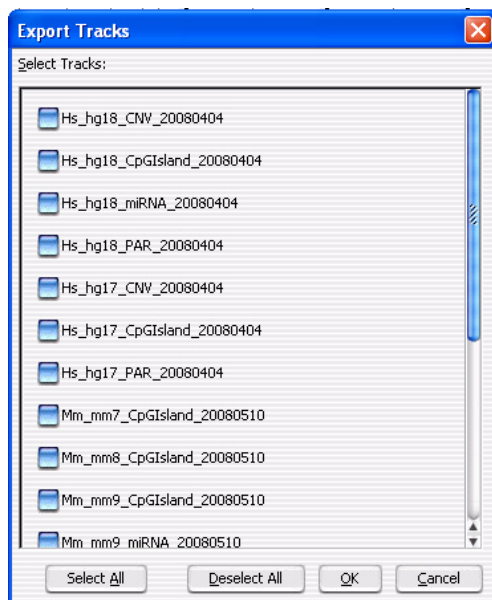 Export Tracks
Select Tracks:
Hs_hg18_CNV_20080404
Hs_hg18_CpGIsland_20080404
Hs_hg18_miRNA_20080404
Hs_hg18_PAR_20080404
Hs_hg17_CNV_20080404
Hs_hg17_CpGIsland_20080404
Hs_hg17_PAR_20080404
Mm_mm7_CpGIsland_20080510
Mm_mm8_CpGIsland_20080510
Mm_mm9_CpGIsland_20080510
Mm_mm9_miRNA_20080510
Select All Deselect All OK Cancel